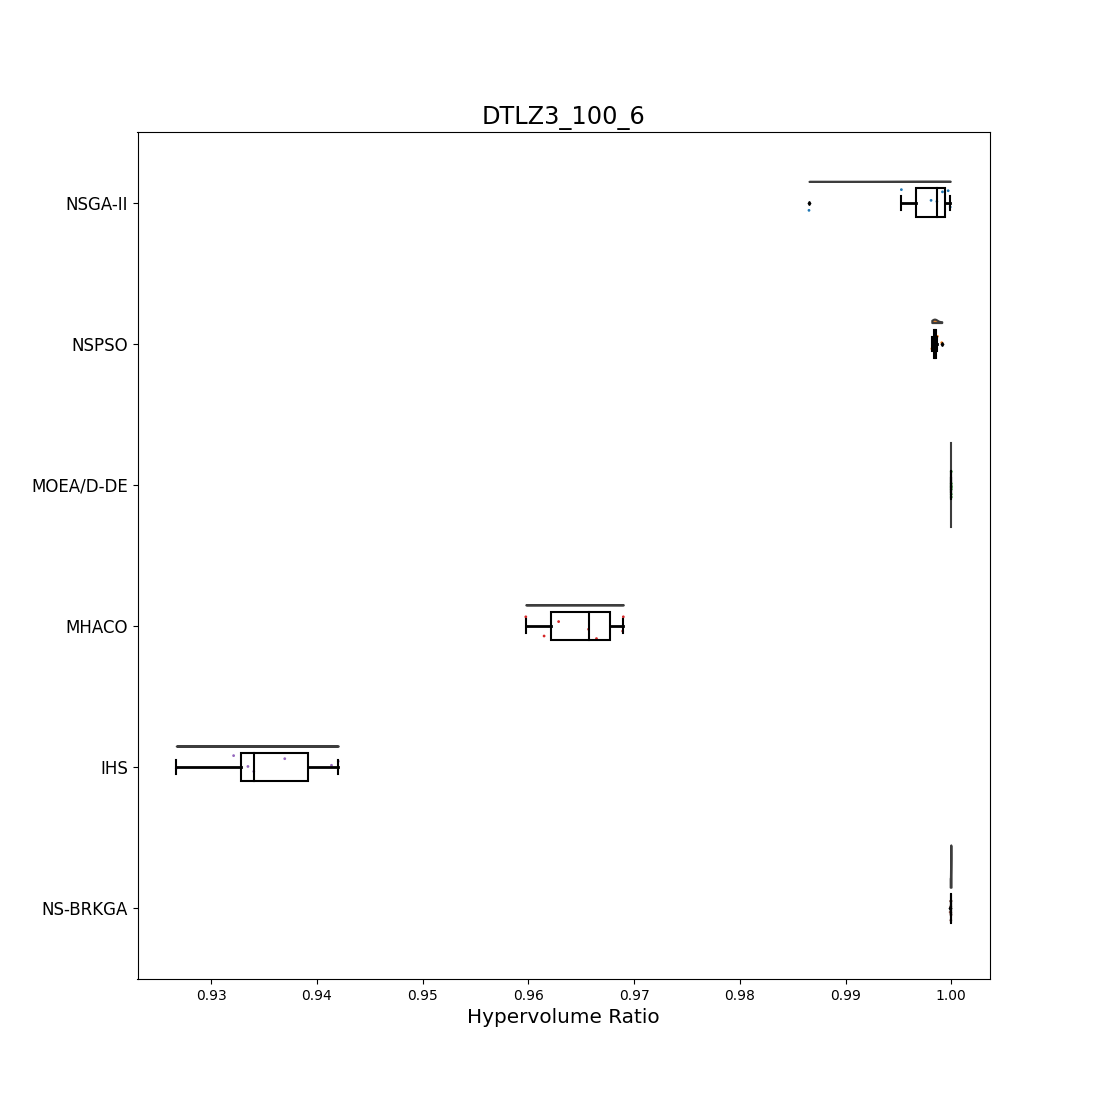 DTLZ3_100_6
NSGA-II
NSPSO
MOEA/D-DE
MHACO
IHS
NS-BRKGA
0.93 0.94 0.95 0.96 0.97 0.98 0.99 1.00
Hypervolume Ratio